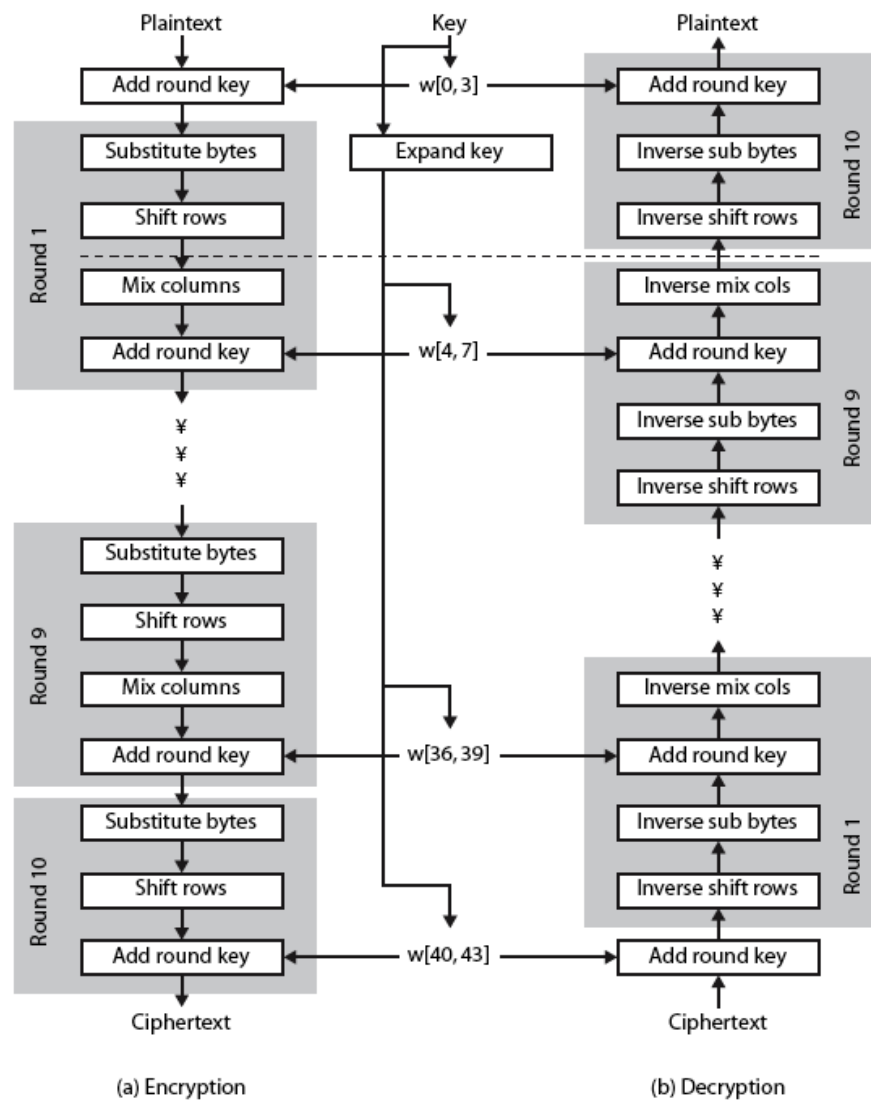 Plaintext
Key
Plaintext
Add round key
w[0, 3]
Add round key
Substitute bytes
Expand key
Inverse sub bytes
Round 10
Shift rows
Inverse shift rows
Round 1
Mix columns
Inverse mix cols
Add round key
w[4, 7]
Add round key
Round 9
¥
¥
¥
Inverse sub bytes
Inverse shift rows
Substitute bytes
¥
¥
¥
Shift rows
Round 9
Mix columns
Inverse mix cols
Add round key
w[36, 39]
Add round key
Substitute bytes
Inverse sub bytes
Round 1
Round 10
Shift rows
Inverse shift rows
Add round key
w[40, 43]
Add round key
Ciphertext
Ciphertext
(a) Encryption
(b) Decryption